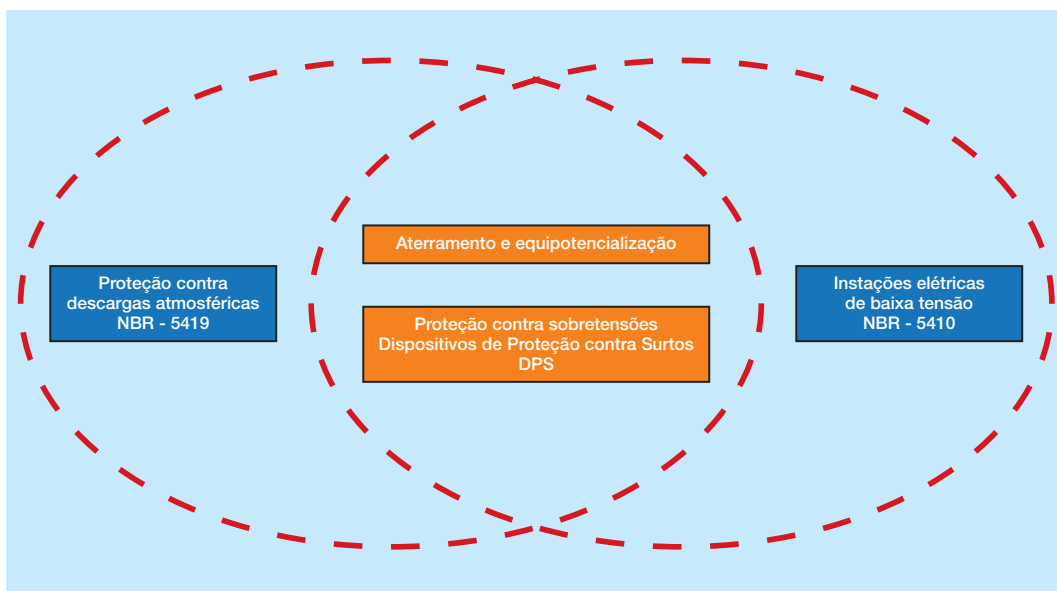 Aterramento e equipotencialização
Proteção contra
descargas atmosféricas
NBR - 5419
Proteção contra sobretensões
Dispositivos de Proteção contra Surtos
DPS
Instações elétricas
de baixa tensão
NBR - 5410